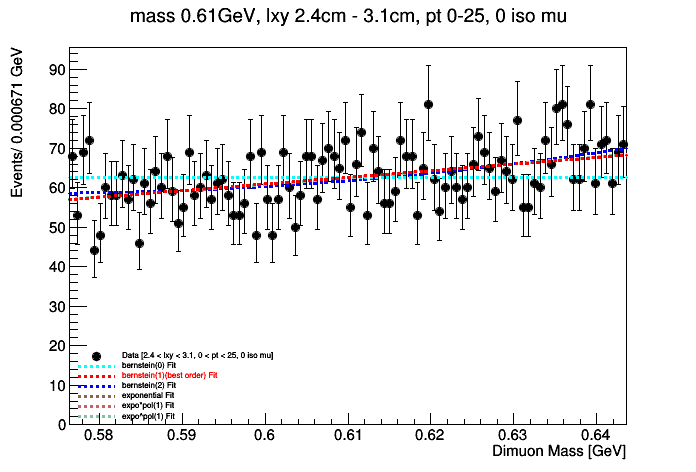 mass 0.61GeV, lxy 2.4cm - 3.1cm, pt 0-25, 0 iso mu
Events/ 0.000671 GeV
90
80
70
60
50
40
30
20
10
0
Data [2.4 < lxy < 3.1, 0 < pt < 25, 0 iso mu]
bernstein(0) Fit
bernstein(1)(best order) Fit
bernstein(2) Fit
exponential Fit
expo*pol(1) Fit
expo^pol(1) Fit
0.58 0.59 0.6 0.61 0.62 0.63 0.64
Dimuon Mass [GeV]